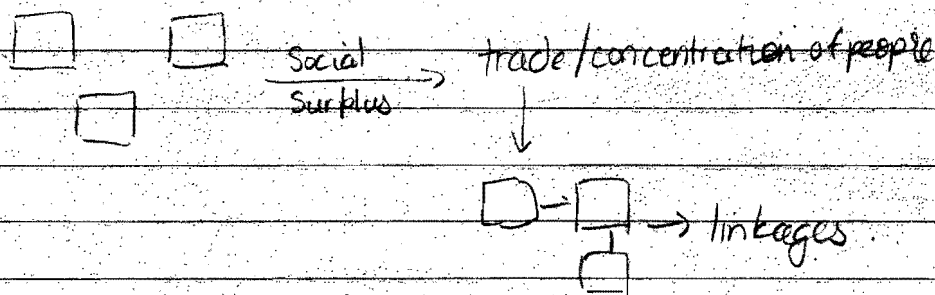 Social
Surplus
trade/concentration of people
linkages.